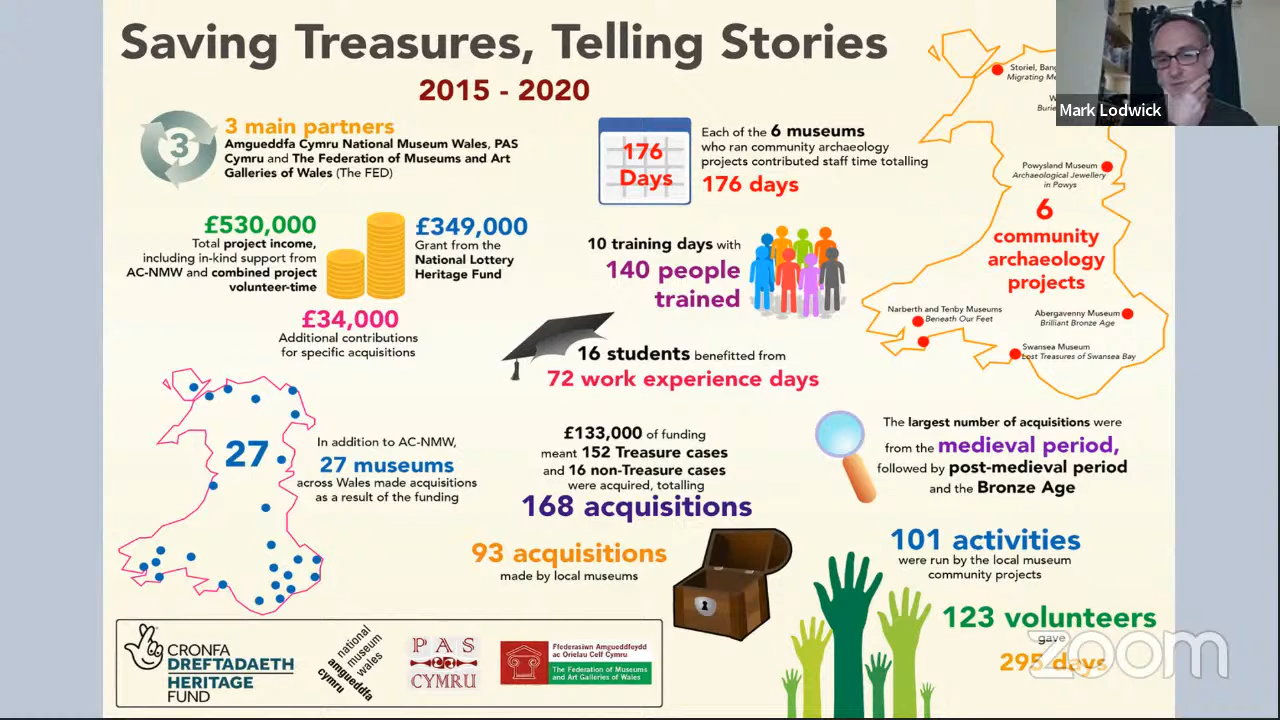 Saving Treasures, Telling Stories
2015 - 2020
Mark Lodwick
3
3 main partners
Amgueddfa Cymru National Museum Wales, PAS
Cymru and The Federation of Museums and Art
Galleries of Wales (The FED)
176
Days
Each of the 6 museums
who ran community archaeology
projects contributed staff time totalling
176 days
£530,000
Total project income,
including in-kind support from
AC-NMW and combined project
volunteer-time
£349,000
Grant from the
National Lottery
Heritage Fund
£34,000
Additional contributions
for specific acquisitions
10 training days with
140 people
trained
16 students benefitted from
72 work experience days
Storiel,
Migrating
Powysland Museum
Archaeological Jewellery
in Powys
6
community
archaeology
projects
Narberth and Tenby Museums
Beneath Our Feet
Abergavenny Museum
Brilliant Bronze Age
Swansea Museum
Lost Treasures of Swansea Bay
27
In addition to AC-NMW,
27 museums
across Wales made acquisitions
as a result of the funding
£133,000 of funding
meant 152 Treasure cases
and 16 non-Treasure cases
were acquired, totalling
168 acquisitions
93 acquisitions
made by local museums
The largest number of acquisitions were
from the medieval period,
followed by post-medieval period
and the Bronze Age
101 activities
were run by the local museum
community projects
123 volunteers
gave
295 days
zoom
CRONFA
DREFTADAETH
HERITAGE
FUND
national
museum
wales
amgueddfa
cymru
PAS
CYMRU
Ffederasiwn Amgueddfeydd
ac Orielau Celf Cymru
The Federation of Museums
and Art Galleries of Wales